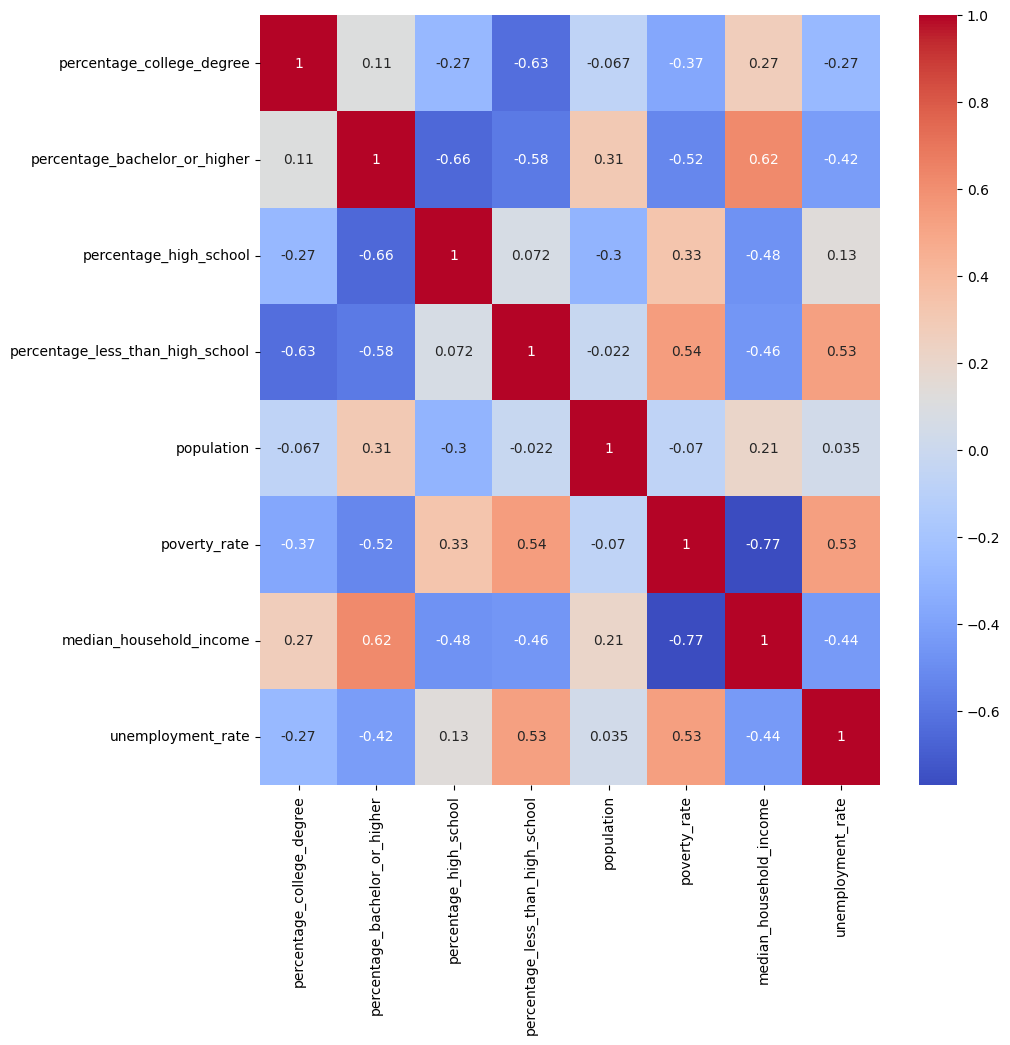 percentage_college_degree 1 0.11 -0.27 -0.63 -0.067 -0.37 0.27 -0.27
percentage_bachelor_or_higher 0.11 1 -0.66 -0.58 0.31 -0.52 0.62 -0.42
percentage_high_school -0.27 -0.66 1 0.072 -0.3 0.33 -0.48 0.13
percentage_less_than_high_school -0.63 -0.58 0.072 1 -0.022 0.54 -0.46 0.53
population -0.067 0.31 -0.3 -0.022 1 -0.07 0.21 0.035
poverty_rate -0.37 -0.52 0.33 0.54 -0.07 1 -0.77 0.53
median_household_income 0.27 0.62 -0.48 -0.46 0.21 -0.77 1 -0.44
unemployment_rate -0.27 -0.42 0.13 0.53 0.035 0.53 -0.44 1
percentage_college_degree
percentage_bachelor_or_higher
percentage_high_school
percentage_less_than_high_school
population
poverty_rate
median_household_income
unemployment_rate
1.0
0.8
0.6
0.4
0.2
0.0
−0.2
−0.4
−0.6